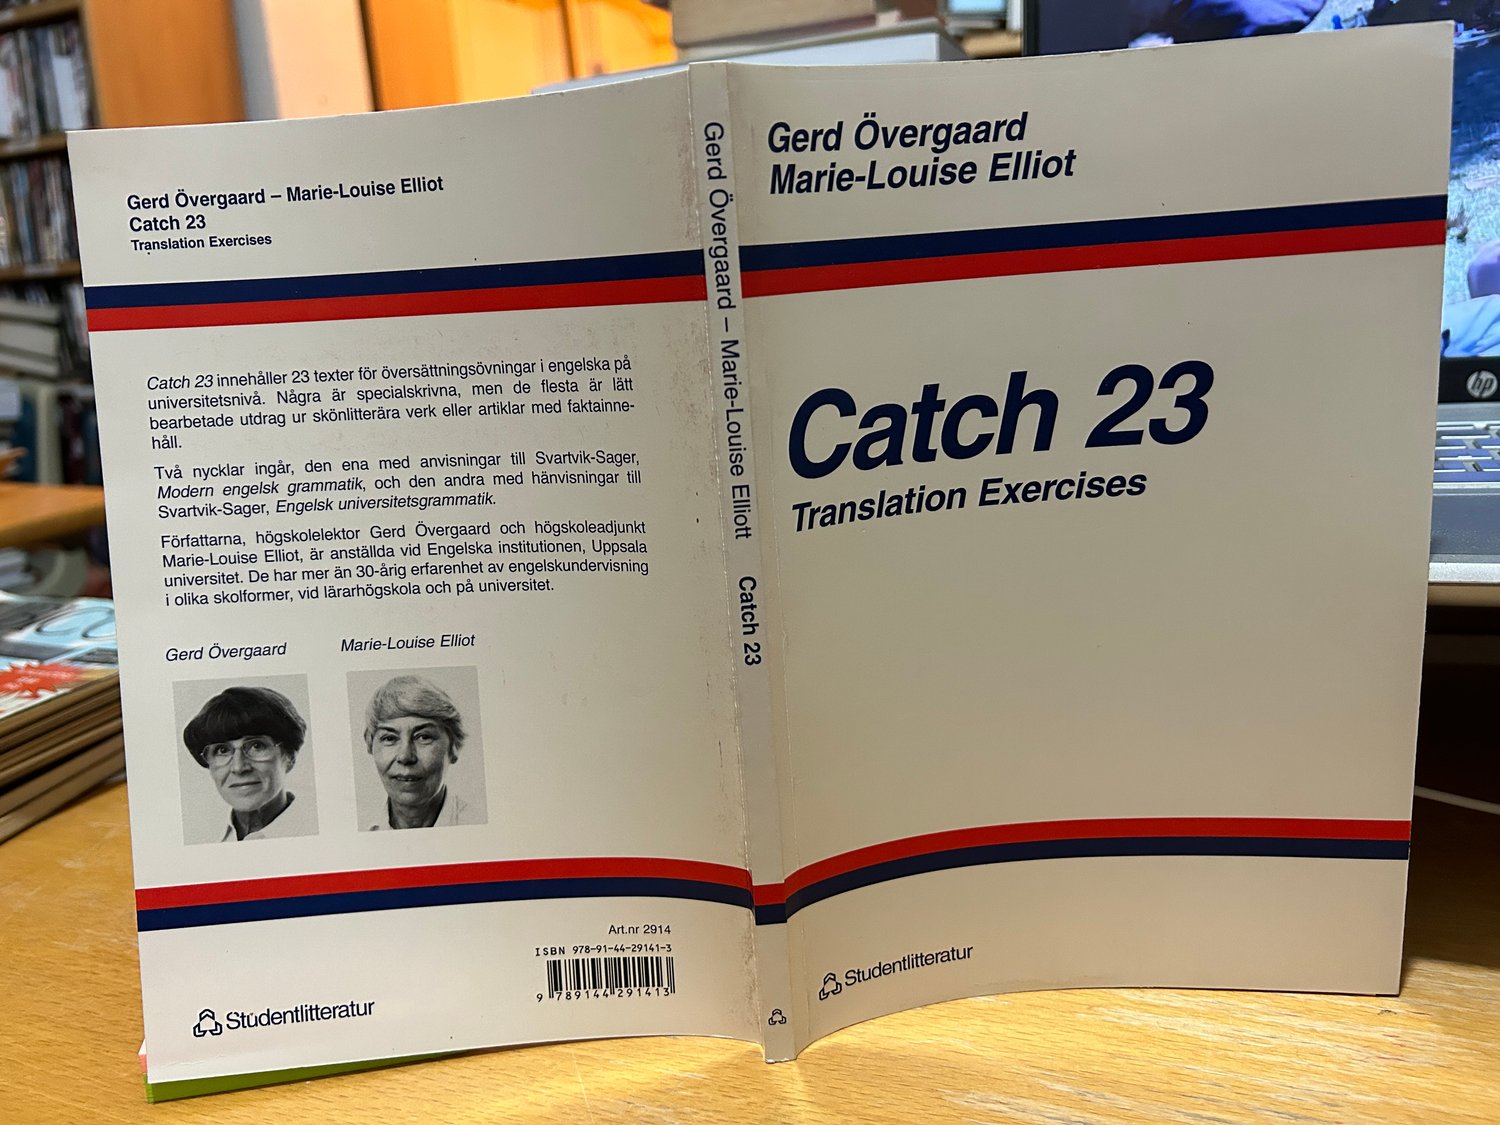 Gerd Övergaard – Marie-Louise Elliot
Catch 23
Translation Exercises
Catch 23 innehåller 23 texter för översättningsövningar i engelska på
universitetsnivå. Några är specialskrivna, men de flesta är lätt
bearbetade utdrag ur skönlitterära verk eller artiklar med faktainne-
håll.
Två nycklar ingår, den ena med anvisningar till Svartvik-Sager,
Modern engelsk grammatik, och den andra med hänvisningar till
Svartvik-Sager, Engelsk universitetsgrammatik.
Författarna, högskolelektor Gerd Övergaard och högskoleadjunkt
Marie-Louise Elliot, är anställda vid Engelska institutionen, Uppsala
universitet. De har mer än 30-årig erfarenhet av engelskundervisning
i olika skolformer, vid lärarhögskola och på universitet.
Gerd Övergaard
Marie-Louise Elliot
Art.nr 2914
ISBN 978-91-44-29141-3
9 789144 291413
Studentlitteratur
Gerd Övergaard – Marie-Louise Elliott Catch 23
Gerd Övergaard
Marie-Louise Elliot
Catch 23
Translation Exercises
Studentlitteratur
hp